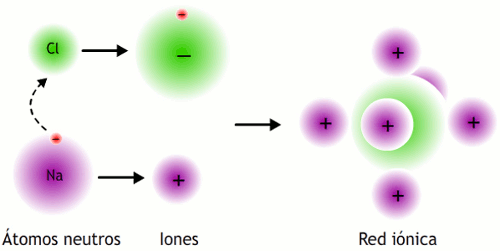 Cl
−
−
−
Na
+
+
+
+
+
+
Átomos neutros
Iones
Red iónica